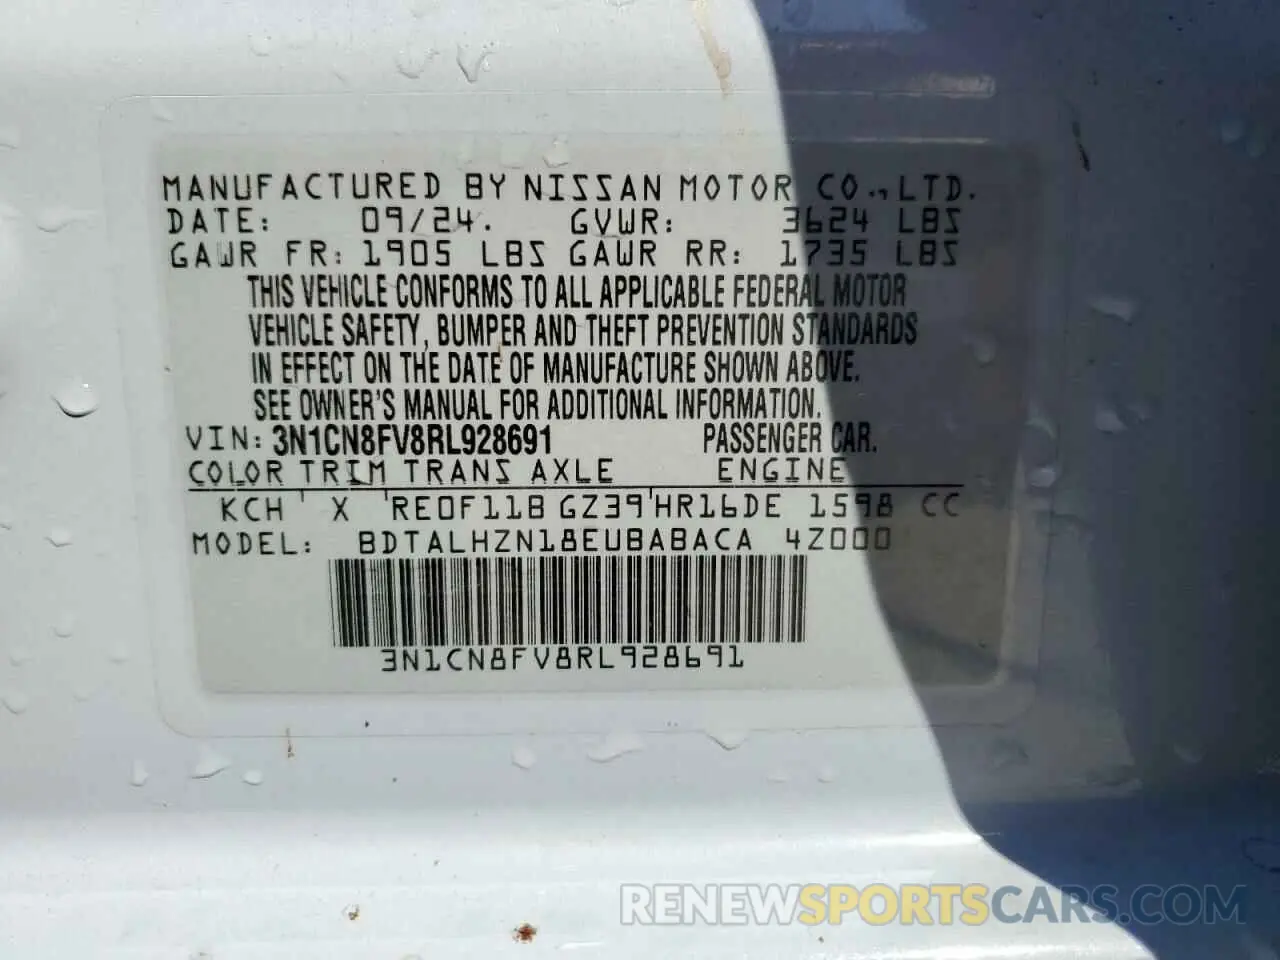 MANUFACTURED BY NISSAN MOTOR CO.,LTD.
DATE: 09/24. GVWR: 3624 LBS
GAWR FR: 1905 LBS GAWR RR: 1735 LBS
THIS VEHICLE CONFORMS TO ALL APPLICABLE FEDERAL MOTOR
VEHICLE SAFETY, BUMPER AND THEFT PREVENTION STANDARDS
IN EFFECT ON THE DATE OF MANUFACTURE SHOWN ABOVE.
SEE OWNER'S MANUAL FOR ADDITIONAL INFORMATION.
VIN: 3N1CN8FV8RL928691 PASSENGER CAR.
COLOR TRIM TRANS AXLE ENGINE
KCH X RE0F11B GZ39 HR16DE 1598 CC
MODEL: BDTALHZN18EUBABACA 4Z000
3N1CN8FV8RL928691
RENEWSPORTSCARS.COM